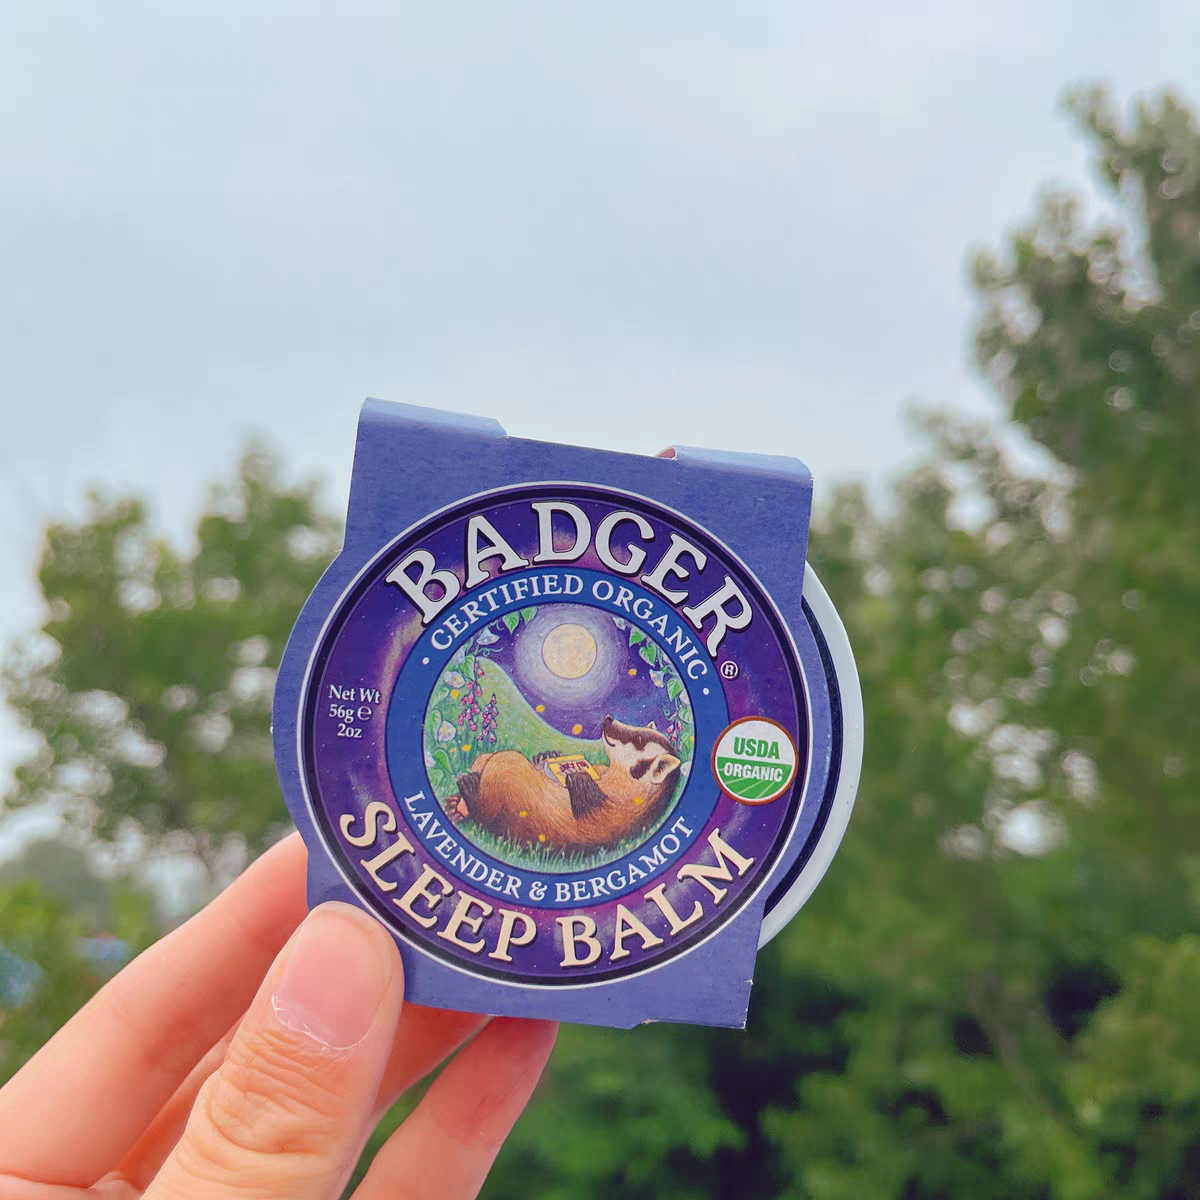 BADGER®
· CERTIFIED ORGANIC ·
Net Wt
56g ℮
2oz
USDA
ORGANIC
LAVENDER & BERGAMOT
SLEEP BALM